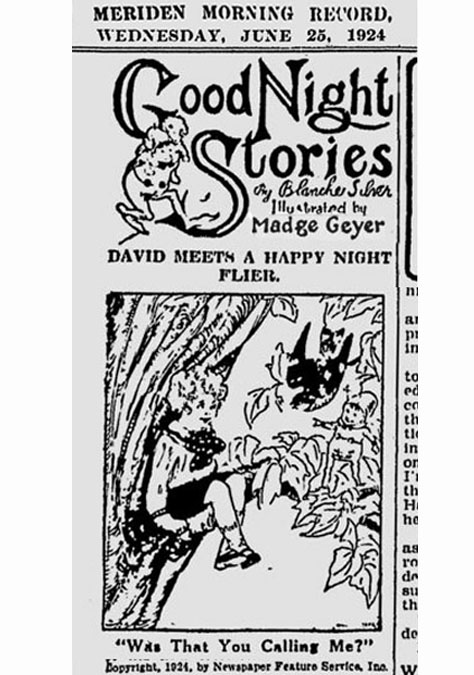 MERIDEN MORNING RECORD,
WEDNESDAY, JUNE 25, 1924
Good Night
Stories
By Blanche Silver
Illustrated by
Madge Geyer
DAVID MEETS A HAPPY NIGHT
FLIER.
"Was That You Calling Me?"
Copyright, 1924, by Newspaper Feature Service, Inc.